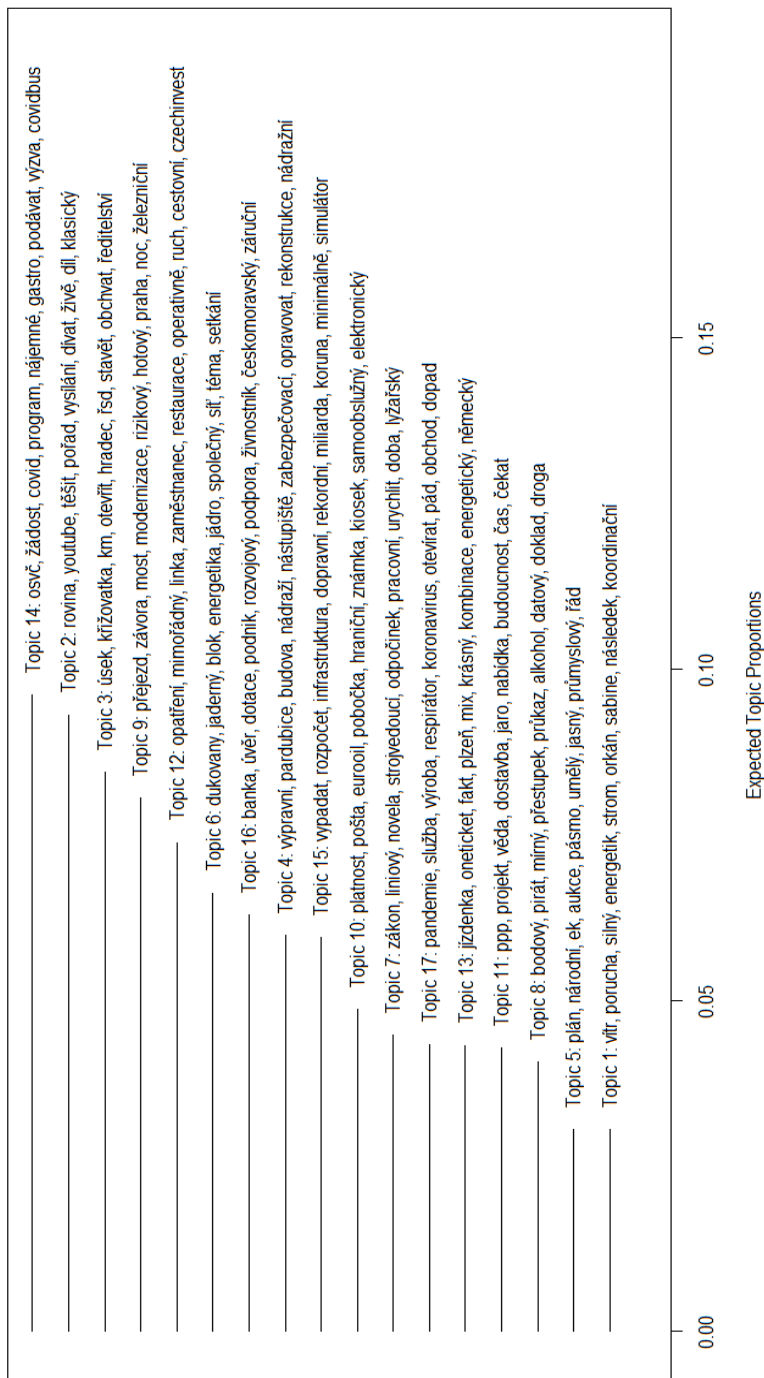 Topic 14: osvč, žádost, covid, program, nájemné, gastro, podávat, výzva, covidbus
Topic 2: rovina, youtube, těšit, pořad, vysílání, dívat, živě, díl, klasický
Topic 3: úsek, křižovatka, km, otevřít, hradec, řsd, stavět, obchvat, ředitelství
Topic 9: přejezd, závora, most, modernizace, rizikový, hotový, praha, noc, železniční
Topic 12: opatření, mimořádný, linka, zaměstnanec, restaurace, operativně, ruch, cestovní, czechinvest
Topic 6: dukovany, jaderný, blok, energetika, jádro, společný, síť, téma, setkání
Topic 16: banka, úvěr, dotace, podnik, rozvojový, podpora, živnostník, českomoravský, záruční
Topic 4: výpravní, pardubice, budova, nádraží, nástupiště, zabezpečovací, opravovat, rekonstrukce, nádražní
Topic 15: vypadat, rozpočet, infrastruktura, dopravní, rekordní, miliarda, koruna, minimálně, simulátor
Topic 10: platnost, pošta, eurooil, pobočka, hraniční, známka, kiosek, samoobslužný, elektronický
Topic 7: zákon, liniový, novela, strojvedoucí, odpočinek, pracovní, urychlit, doba, lyžařský
Topic 17: pandemie, služba, výroba, respirátor, koronavirus, otevírat, pád, obchod, dopad
Topic 13: jízdenka, oneticket, fakt, plzeň, mix, krásný, kombinace, energetický, německý
Topic 11: ppp, projekt, věda, dostavba, jaro, nabídka, budoucnost, čas, čekat
Topic 8: bodový, pirát, mírný, přestupek, průkaz, alkohol, datový, doklad, droga
Topic 5: plán, národní, ek, aukce, pásmo, umělý, jasný, průmyslový, řád
Topic 1: vítr, porucha, silný, energetik, strom, orkán, sabine, následek, koordinační
0.00
0.05
0.10
0.15
Expected Topic Proportions